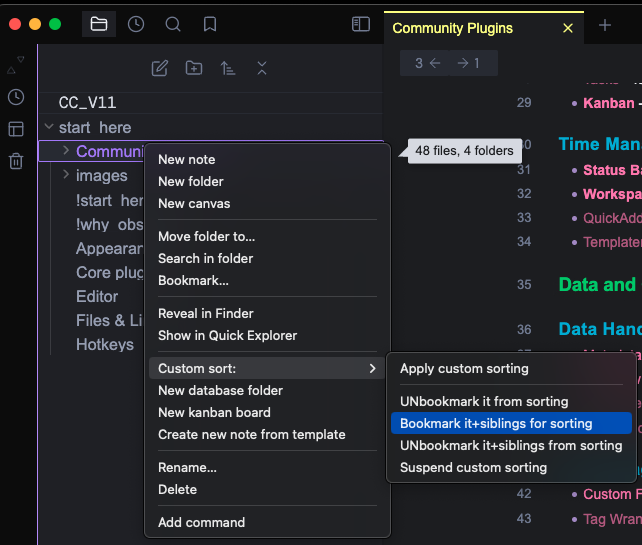 Community Plugins
3
1
CC_V11
start here
Communi
images
!start her
!why obs
Appearan
Core plug
Editor
Files & Li
Hotkeys
New note
New folder
New canvas
Move folder to...
Search in folder
Bookmark...
Reveal in Finder
Show in Quick Explorer
Custom sort:
New database folder
New kanban board
Create new note from template
Rename...
Delete
Add command
48 files, 4 folders
Apply custom sorting
UNbookmark it from sorting
Bookmark it+siblings for sorting
UNbookmark it+siblings from sorting
Suspend custom sorting
29 Kanban -
Time Mana
31 Status Ba
32 Workspa
33 QuickAdd
34 Templater
35 Data and
36 Data Hand
42 Custom F
43 Tag Wran